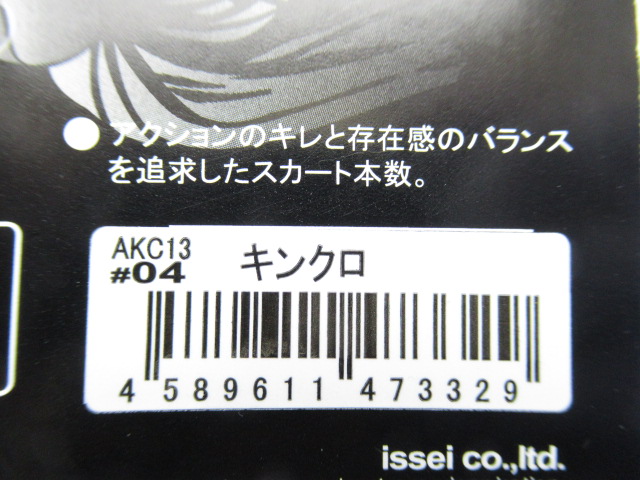 ●アクションのキレと存在感のバランス
を追求したスカート本数。
AKC13
#04 キンクロ
4 589611 473329
issei co.,ltd.